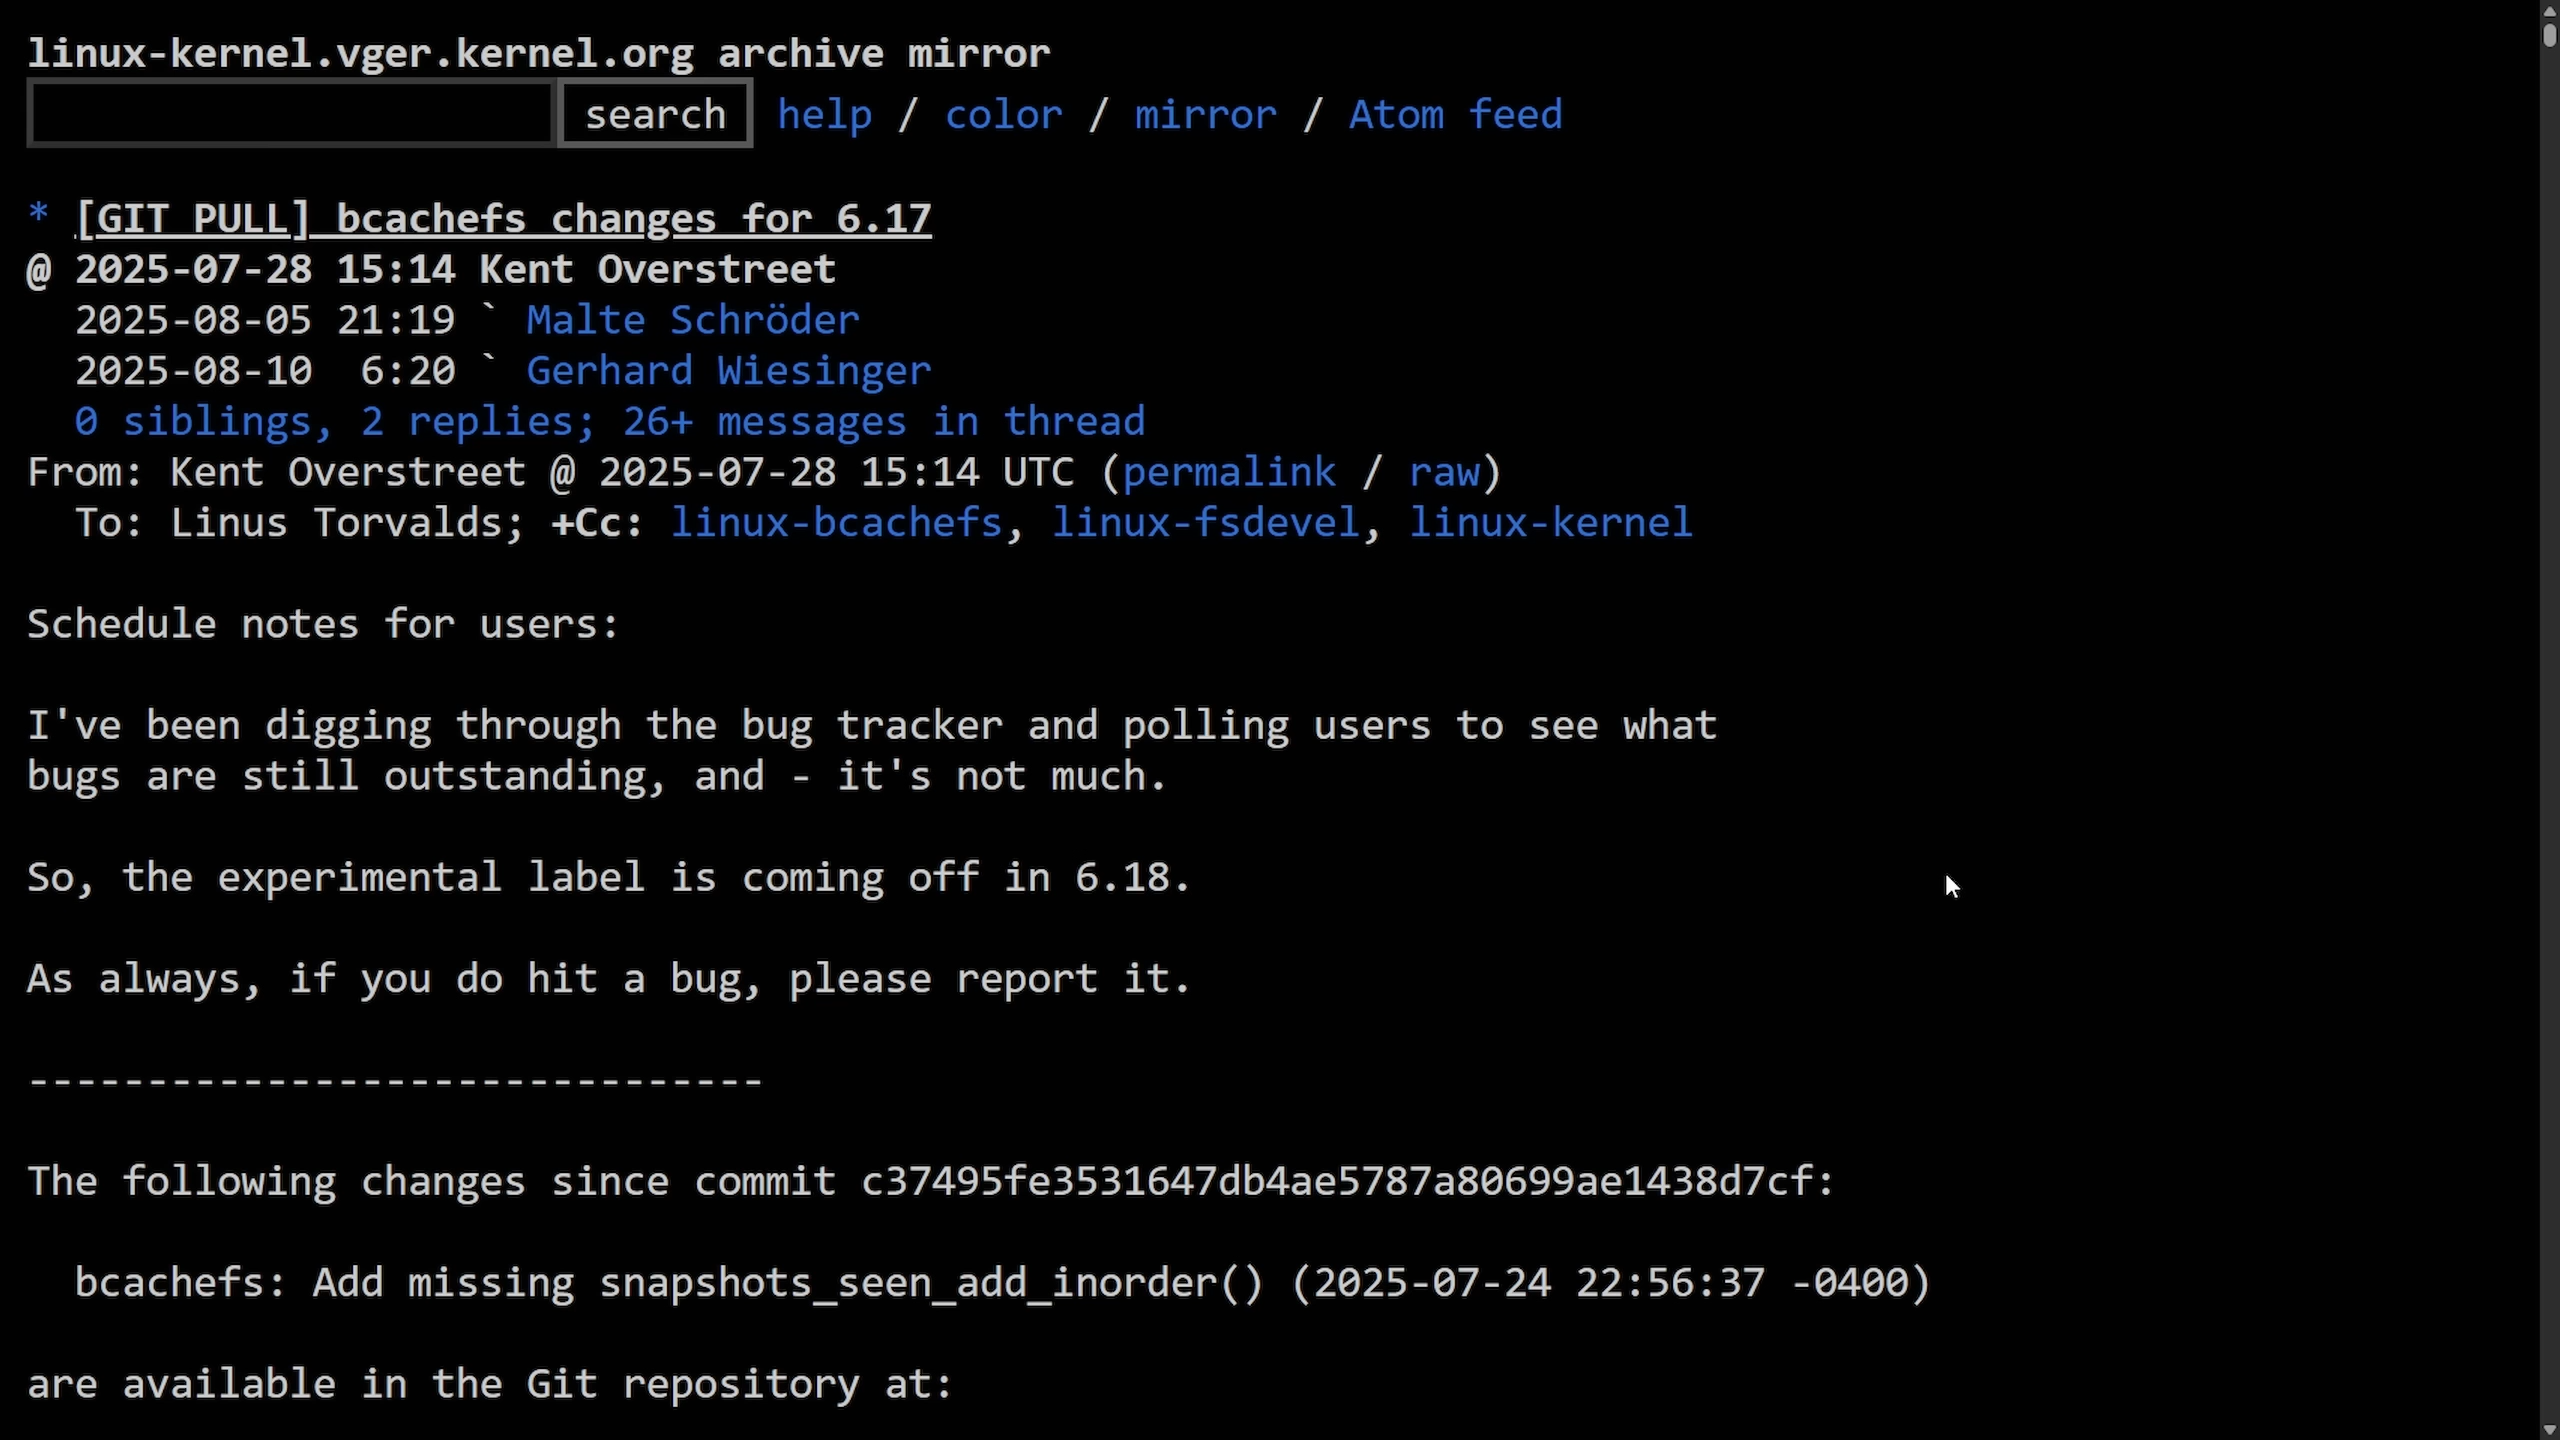 linux-kernel.vger.kernel.org archive mirror
search help / color / mirror / Atom feed
* [GIT PULL] bcachefs changes for 6.17
@ 2025-07-28 15:14 Kent Overstreet
2025-08-05 21:19 ` Malte Schröder
2025-08-10  6:20 ` Gerhard Wiesinger
0 siblings, 2 replies; 26+ messages in thread
From: Kent Overstreet @ 2025-07-28 15:14 UTC (permalink / raw)
To: Linus Torvalds; +Cc: linux-bcachefs, linux-fsdevel, linux-kernel
Schedule notes for users:
I've been digging through the bug tracker and polling users to see what
bugs are still outstanding, and - it's not much.
So, the experimental label is coming off in 6.18.
As always, if you do hit a bug, please report it.
-------------------------------
The following changes since commit c37495fe3531647db4ae5787a80699ae1438d7cf:
bcachefs: Add missing snapshots_seen_add_inorder() (2025-07-24 22:56:37 -0400)
are available in the Git repository at: